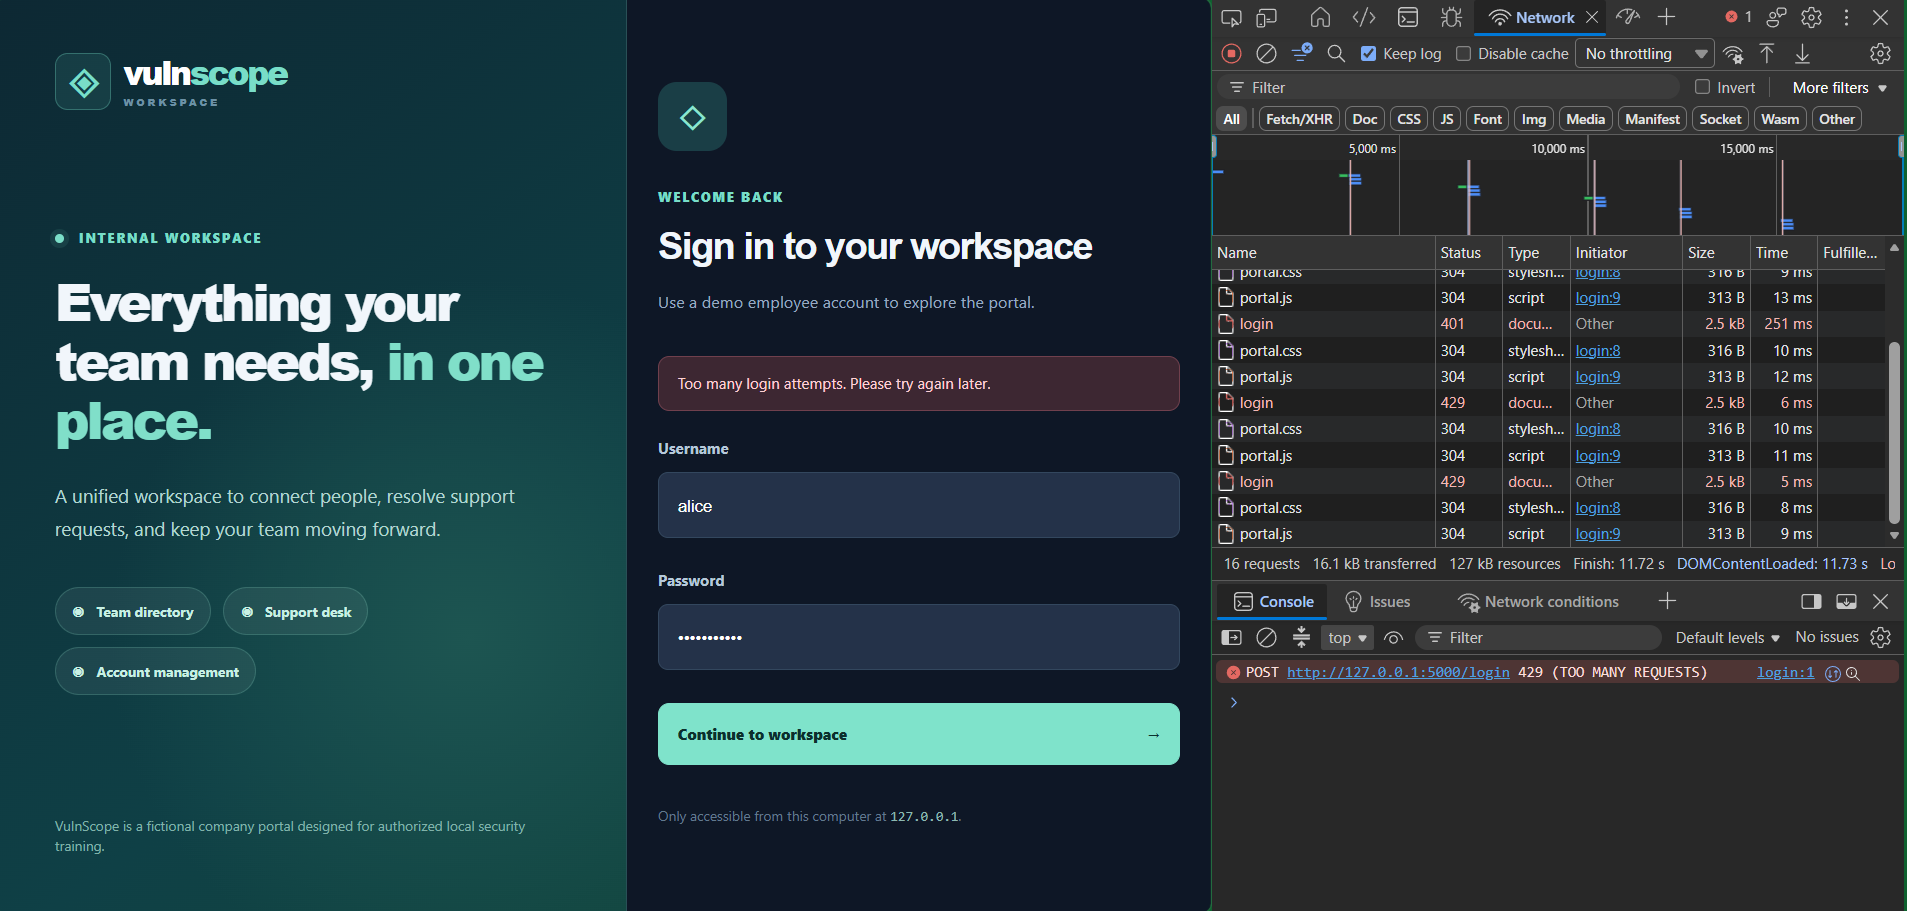 vulnscope
WORKSPACE
INTERNAL WORKSPACE
Everything your
team needs, in one
place.
A unified workspace to connect people, resolve support
requests, and keep your team moving forward.
Team directory
Support desk
Account management
VulnScope is a fictional company portal designed for authorized local security
training.
WELCOME BACK
Sign in to your workspace
Use a demo employee account to explore the portal.
Too many login attempts. Please try again later.
Username
alice
Password
•••••••••••
Continue to workspace →
Only accessible from this computer at 127.0.0.1.
Network 1
Keep log Disable cache No throttling
Filter Invert More filters
All Fetch/XHR Doc CSS JS Font Img Media Manifest Socket Wasm Other
5,000 ms 10,000 ms 15,000 ms
Name Status Type Initiator Size Time Fulfille...
portal.css 304 stylesh... login:8 316 B 9 ms
portal.js 304 script login:9 313 B 13 ms
login 401 docu... Other 2.5 kB 251 ms
portal.css 304 stylesh... login:8 316 B 10 ms
portal.js 304 script login:9 313 B 12 ms
login 429 docu... Other 2.5 kB 6 ms
portal.css 304 stylesh... login:8 316 B 10 ms
portal.js 304 script login:9 313 B 11 ms
login 429 docu... Other 2.5 kB 5 ms
portal.css 304 stylesh... login:8 316 B 8 ms
portal.js 304 script login:9 313 B 9 ms
16 requests 16.1 kB transferred 127 kB resources Finish: 11.72 s DOMContentLoaded: 11.73 s Lo
Console Issues Network conditions
top Filter Default levels No issues
POST http://127.0.0.1:5000/login 429 (TOO MANY REQUESTS) login:1